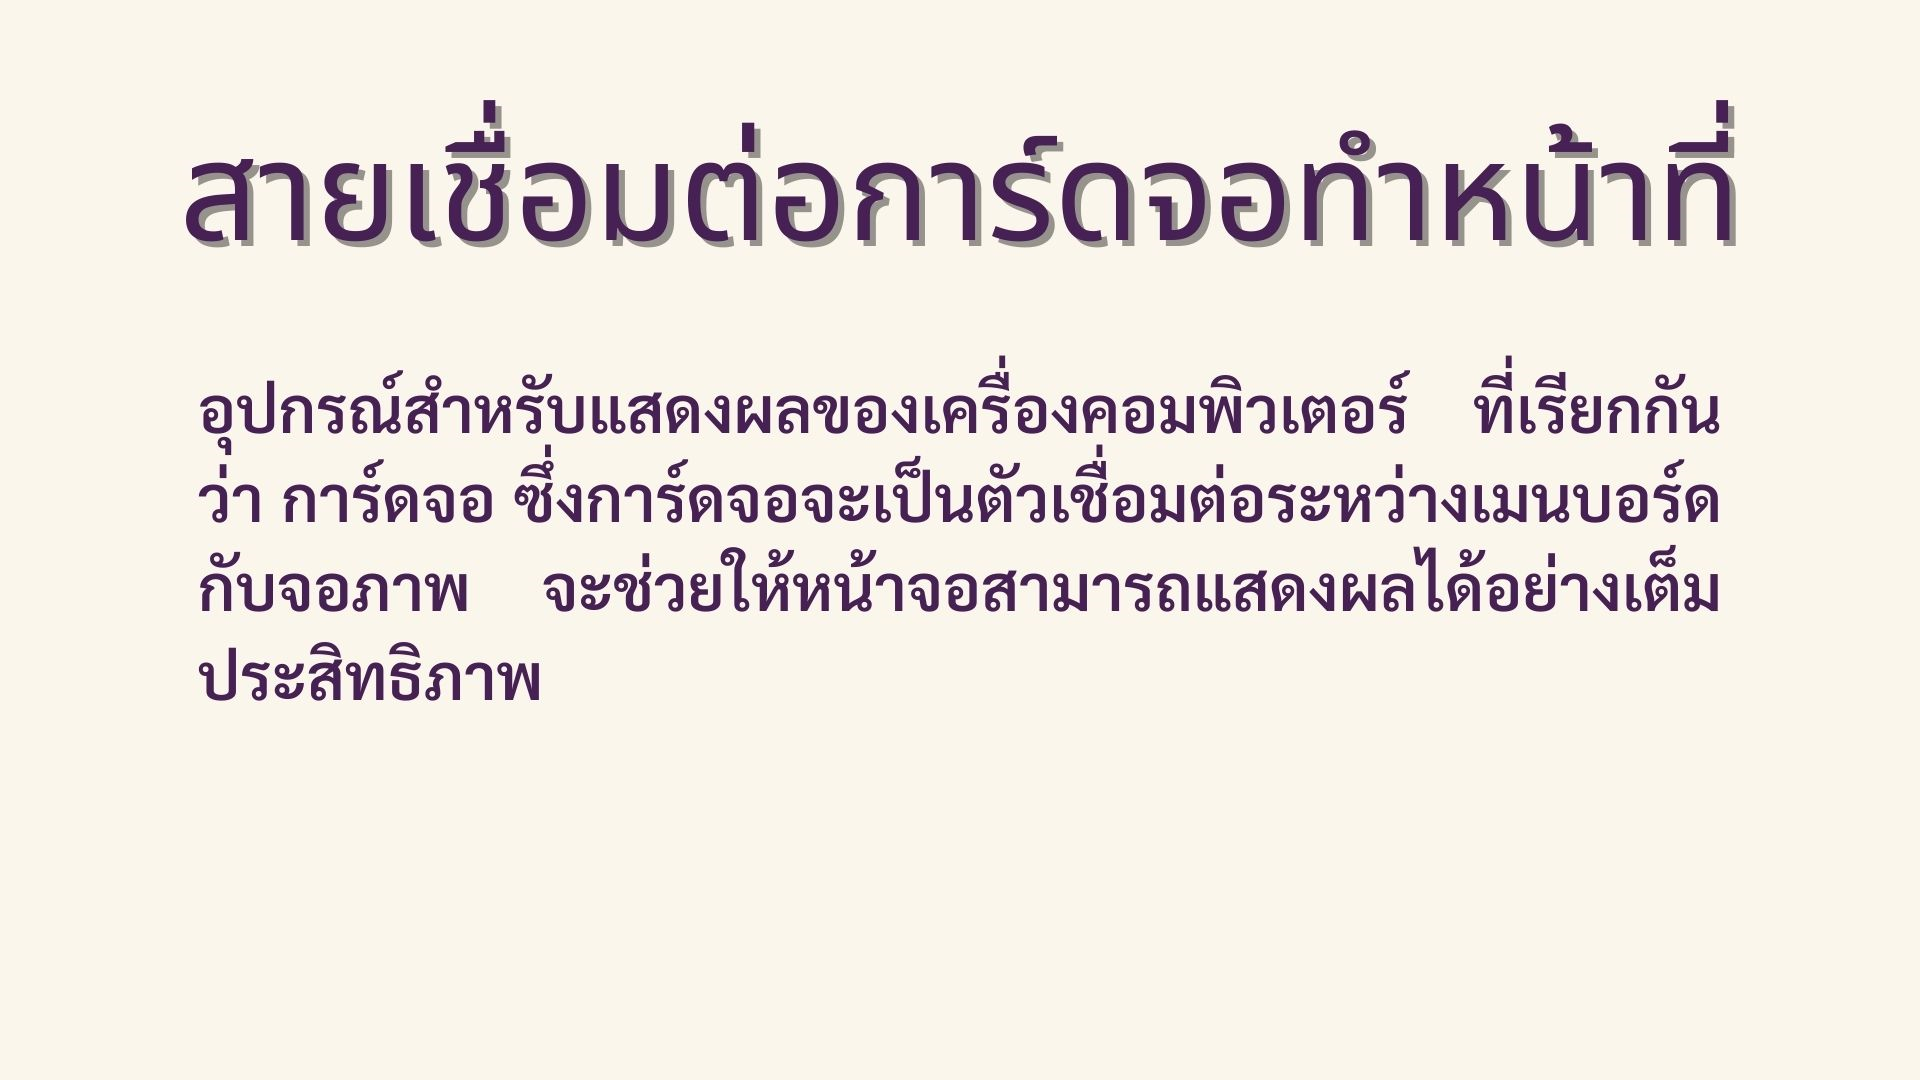 สายเชื่อมต่อการ์ดจอทำหน้าที่
อุปกรณ์สำหรับแสดงผลของเครื่องคอมพิวเตอร์ ที่เรียกกัน
ว่า การ์ดจอ ซึ่งการ์ดจอจะเป็นตัวเชื่อมต่อระหว่างเมนบอร์ด
กับจอภาพ จะช่วยให้หน้าจอสามารถแสดงผลได้อย่างเต็ม
ประสิทธิภาพ